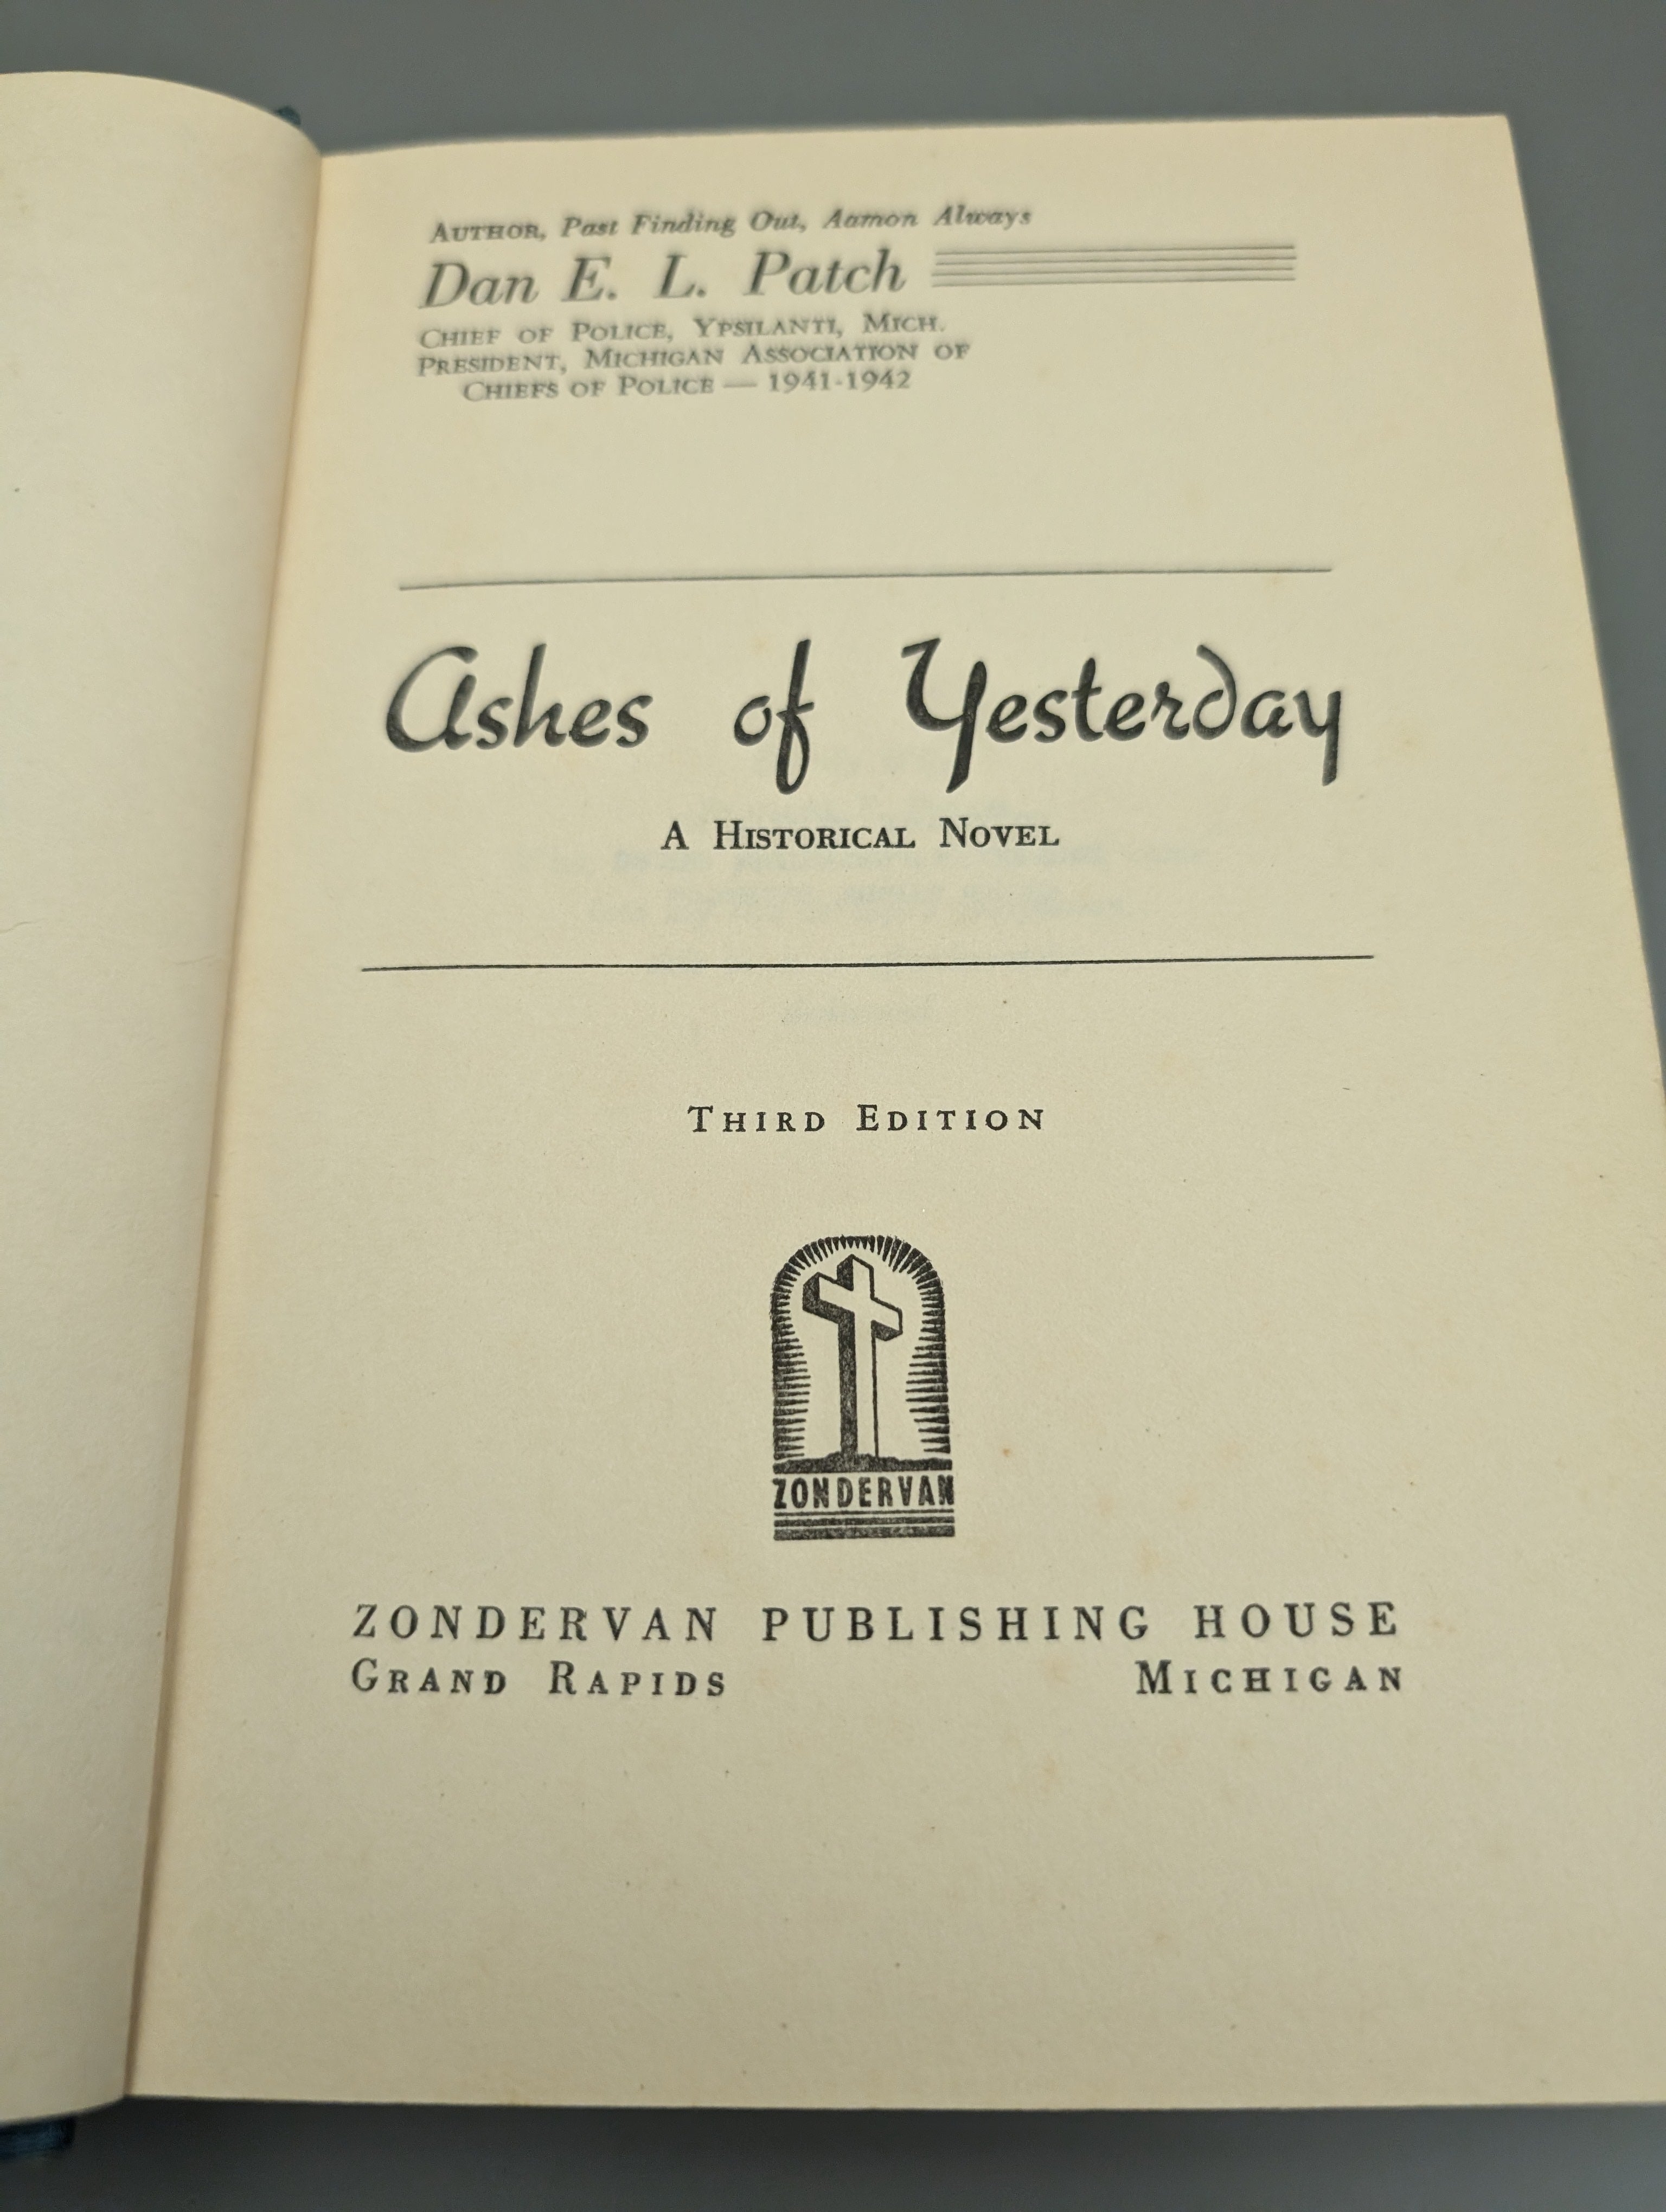 AUTHOR, Past Finding Out, Aamon Always
Dan E. L. Patch
CHIEF OF POLICE, YPSILANTI, MICH.
PRESIDENT, MICHIGAN ASSOCIATION OF
CHIEFS OF POLICE — 1941-1942
Ashes of Yesterday
A HISTORICAL NOVEL
THIRD EDITION
ZONDERVAN
ZONDERVAN PUBLISHING HOUSE
GRAND RAPIDS MICHIGAN